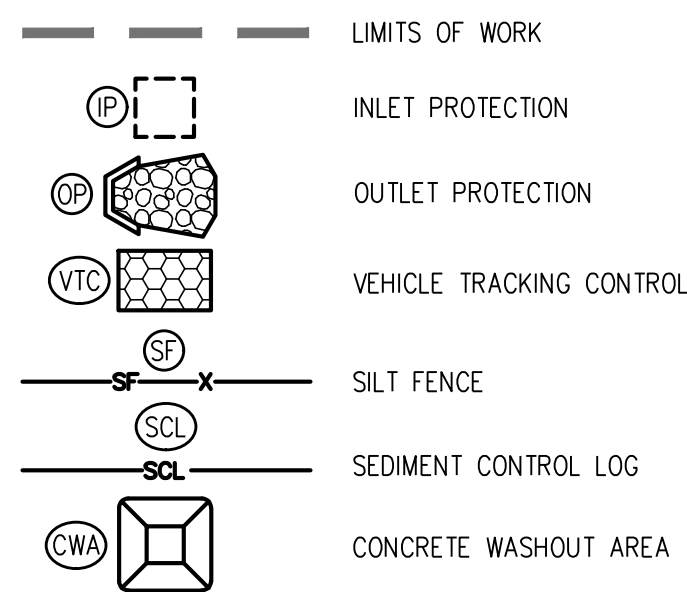 LIMITS OF WORK
IP INLET PROTECTION
OP OUTLET PROTECTION
VTC VEHICLE TRACKING CONTROL
SF
SF X SILT FENCE
SCL
SCL SEDIMENT CONTROL LOG
CWA CONCRETE WASHOUT AREA